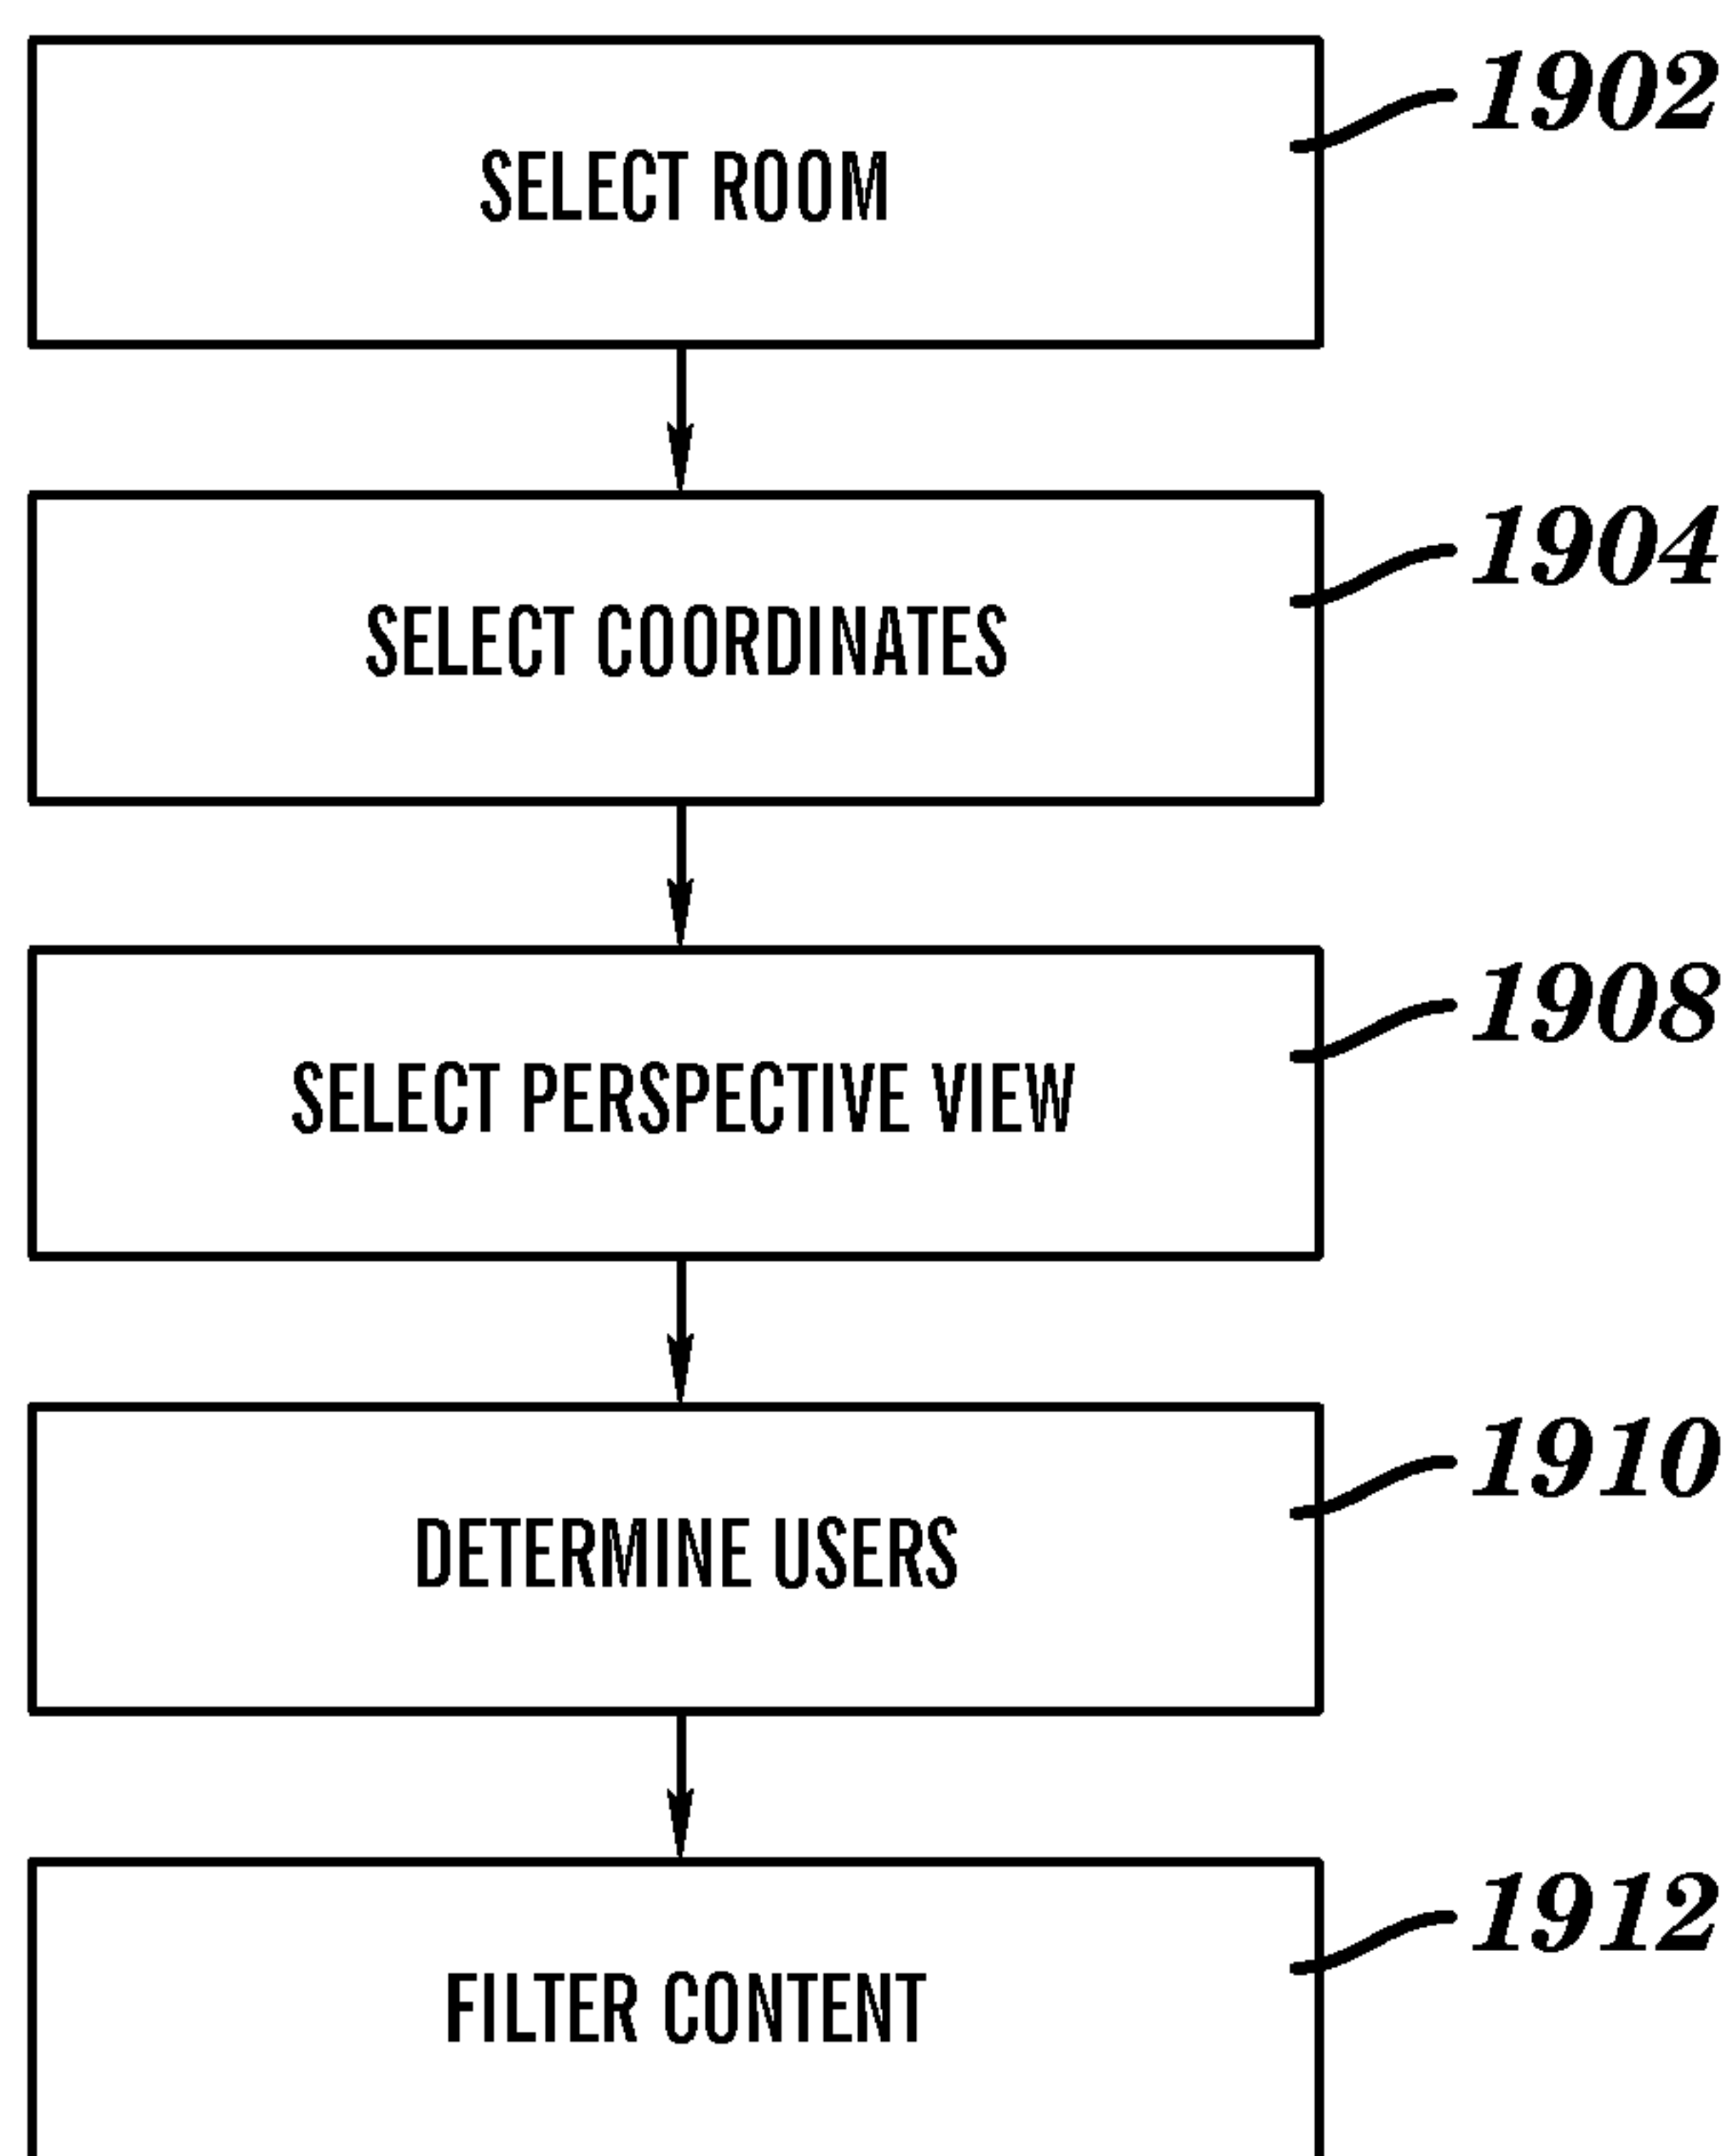 SELECT ROOM
1902
SELECT COORDINATES
1904
SELECT PERSPECTIVE VIEW
1908
DETERMINE USERS
1910
FILTER CONTENT
1912